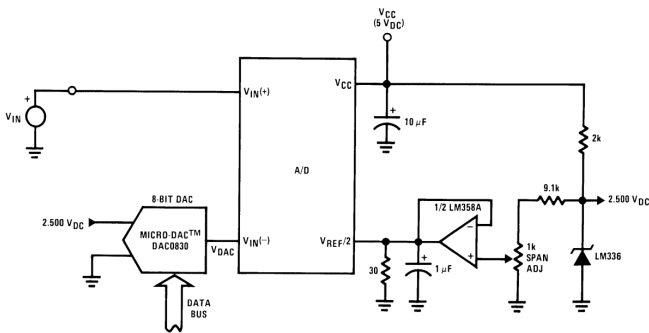 VCC
(5 VDC)
VIN(+)
VCC
+
VIN
+
10 µF
2k
A/D
8-BIT DAC
9.1k
2.500 VDC
1/2 LM358A
2.500 VDC
MICRO-DAC™
DAC0830
VDAC
VIN(−)
VREF/2
−
+
1k
SPAN
ADJ
LM336
30
+
1 µF
DATA
BUS